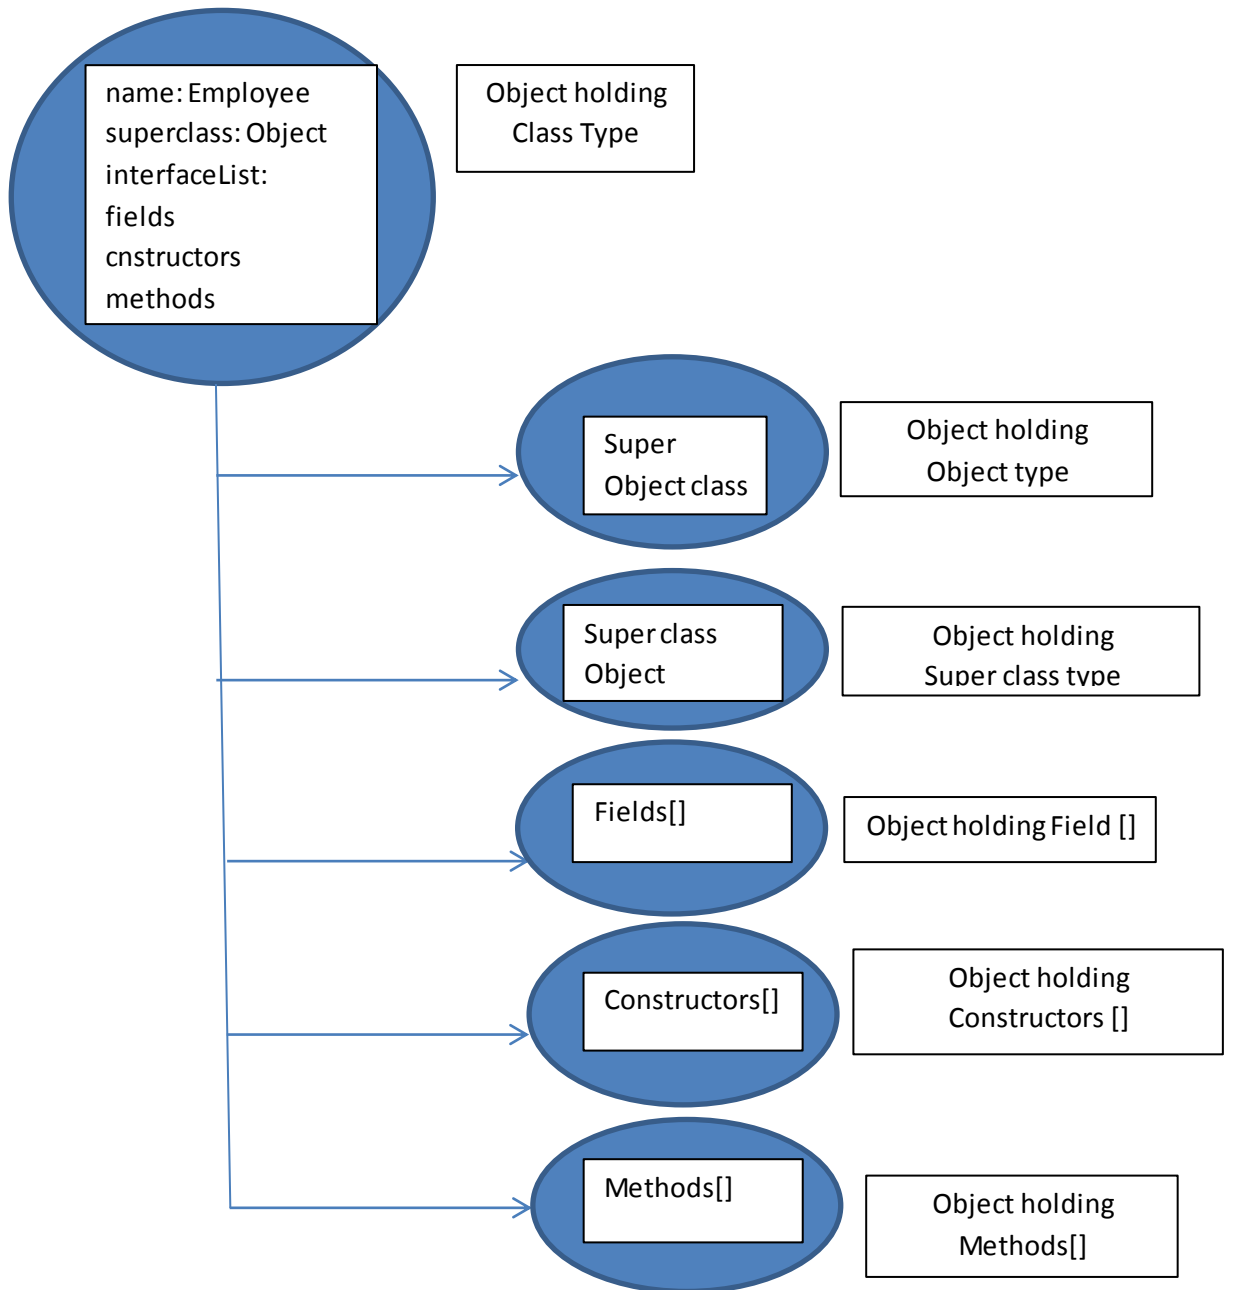 name: Employee
superclass: Object
interfaceList:
fields
cnstructors
methods
Object holding
Class Type
Super
Object class
Object holding
Object type
Super class
Object
Object holding
Super class type
Fields[]
Object holding Field []
Constructors[]
Object holding
Constructors []
Methods[]
Object holding
Methods[]